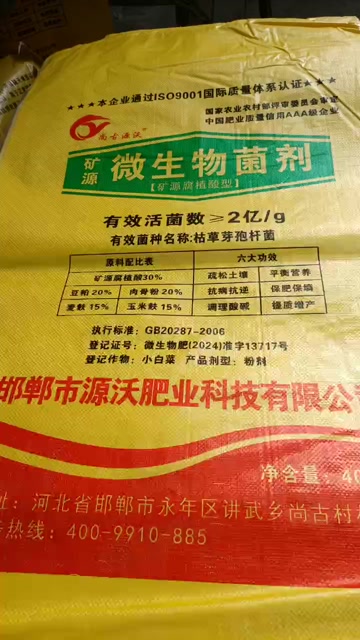 ★★★本企业通过ISO9001国际质量体系认证★★★
国家农业农村部评审委员会审定
中国肥业质量信用AAA级企业
尚古源沃
矿源 微生物菌剂
【矿源腐植酸型】
有效活菌数≥2亿/g
有效菌种名称:枯草芽孢杆菌
原料配比表 六大功效
矿源腐植酸30% 疏松土壤 平衡营养
豆粕20% 肉骨粉20% 抗病抗逆 保肥保墒
麦麸15% 玉米麸15% 调理酸碱 提质增产
执行标准: GB20287-2006
登记证号: 微生物肥(2024)准字13717号
登记作物: 小白菜 产品剂型: 粉剂
邯郸市源沃肥业科技有限公
净含量: 40
址: 河北省邯郸市永年区讲武乡尚古村
热线: 400-9910-885